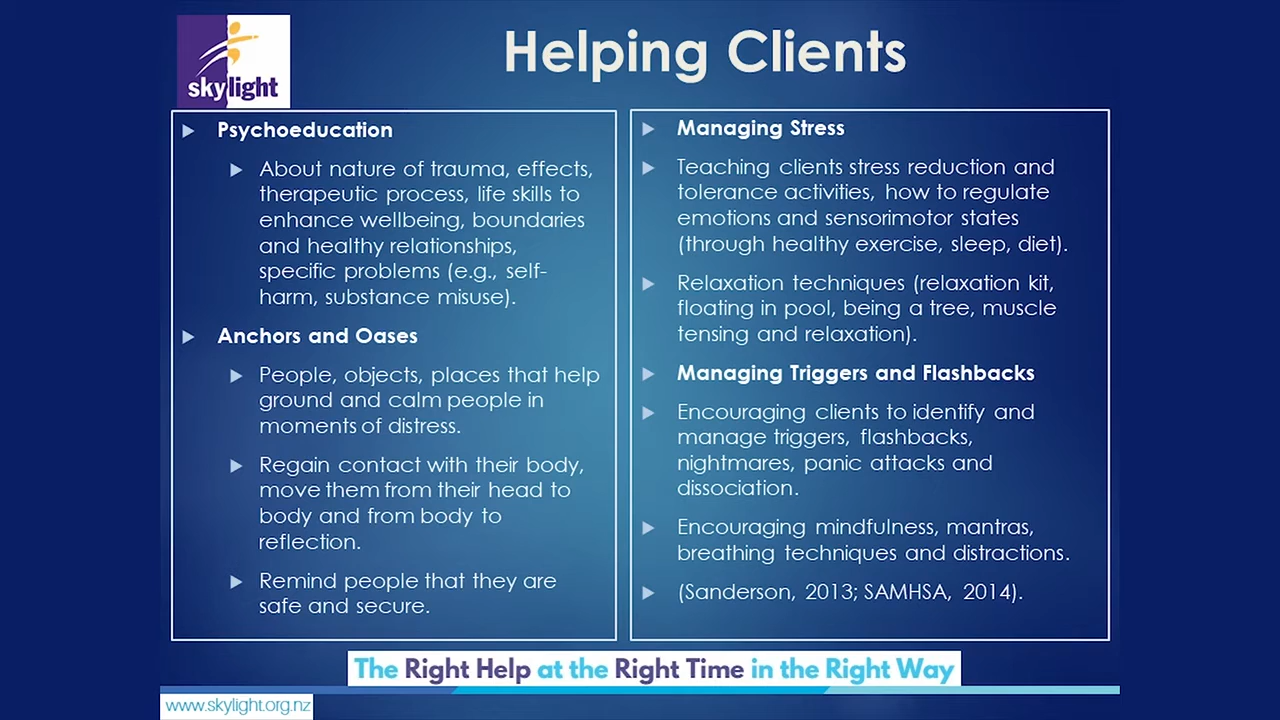 skylight
Helping Clients
Psychoeducation
About nature of trauma, effects,
therapeutic process, life skills to
enhance wellbeing, boundaries
and healthy relationships,
specific problems (e.g., self-
harm, substance misuse).
Anchors and Oases
People, objects, places that help
ground and calm people in
moments of distress.
Regain contact with their body,
move them from their head to
body and from body to
reflection.
Remind people that they are
safe and secure.
Managing Stress
Teaching clients stress reduction and
tolerance activities, how to regulate
emotions and sensorimotor states
(through healthy exercise, sleep, diet).
Relaxation techniques (relaxation kit,
floating in pool, being a tree, muscle
tensing and relaxation).
Managing Triggers and Flashbacks
Encouraging clients to identify and
manage triggers, flashbacks,
nightmares, panic attacks and
dissociation.
Encouraging mindfulness, mantras,
breathing techniques and distractions.
(Sanderson, 2013; SAMHSA, 2014).
The Right Help at the Right Time in the Right Way
www.skylight.org.nz